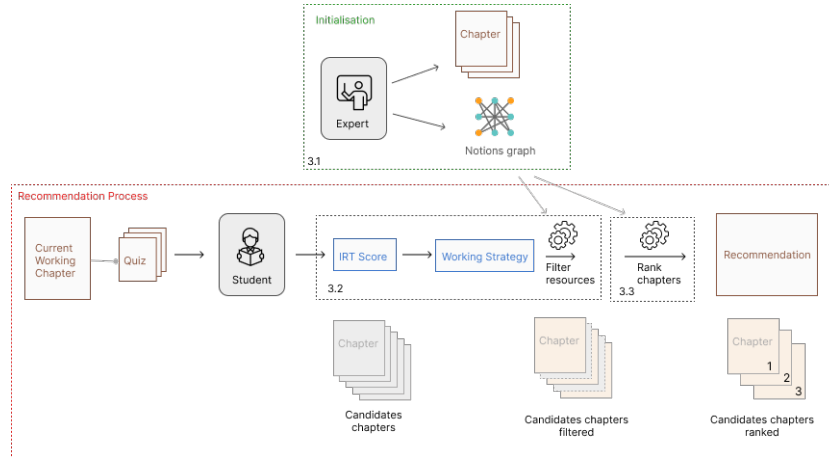 Initialisation
Chapter
Expert
Notions graph
3.1
Recommendation Process
Current
Working
Chapter
Quiz
Student
IRT Score
Working Strategy
Filter
resources
3.2
Rank
chapters
3.3
Recommendation
Chapter
Candidates
chapters
Chapter
Candidates chapters
filtered
Chapter
1
2
3
Candidates chapters
ranked